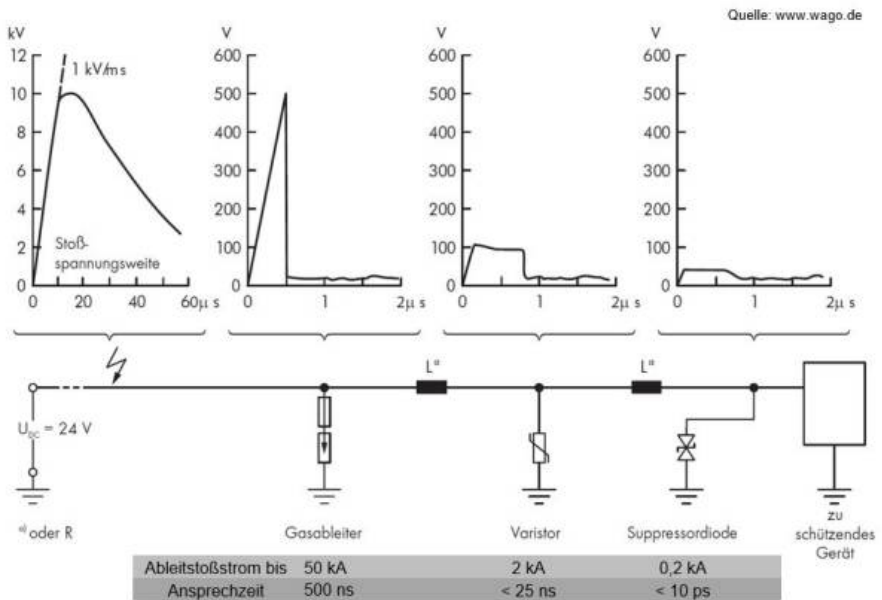 Quelle: www.wago.de
kV
12
10
8
6
4
2
0
1 kV/ms
Stoß-
spannungsweite
0 20 40 60μ s
V
600
500
400
300
200
100
0
0 1 2μ s
V
600
500
400
300
200
100
0
0 1 2μ s
V
600
500
400
300
200
100
0
0 1 2μ s
L*⁾
L*⁾
U_DC = 24 V
*⁾ oder R
Gasableiter
Varistor
Suppressordiode
zu
schützendes
Gerät
Ableitstoßstrom bis 50 kA 2 kA 0,2 kA
Ansprechzeit 500 ns < 25 ns < 10 ps